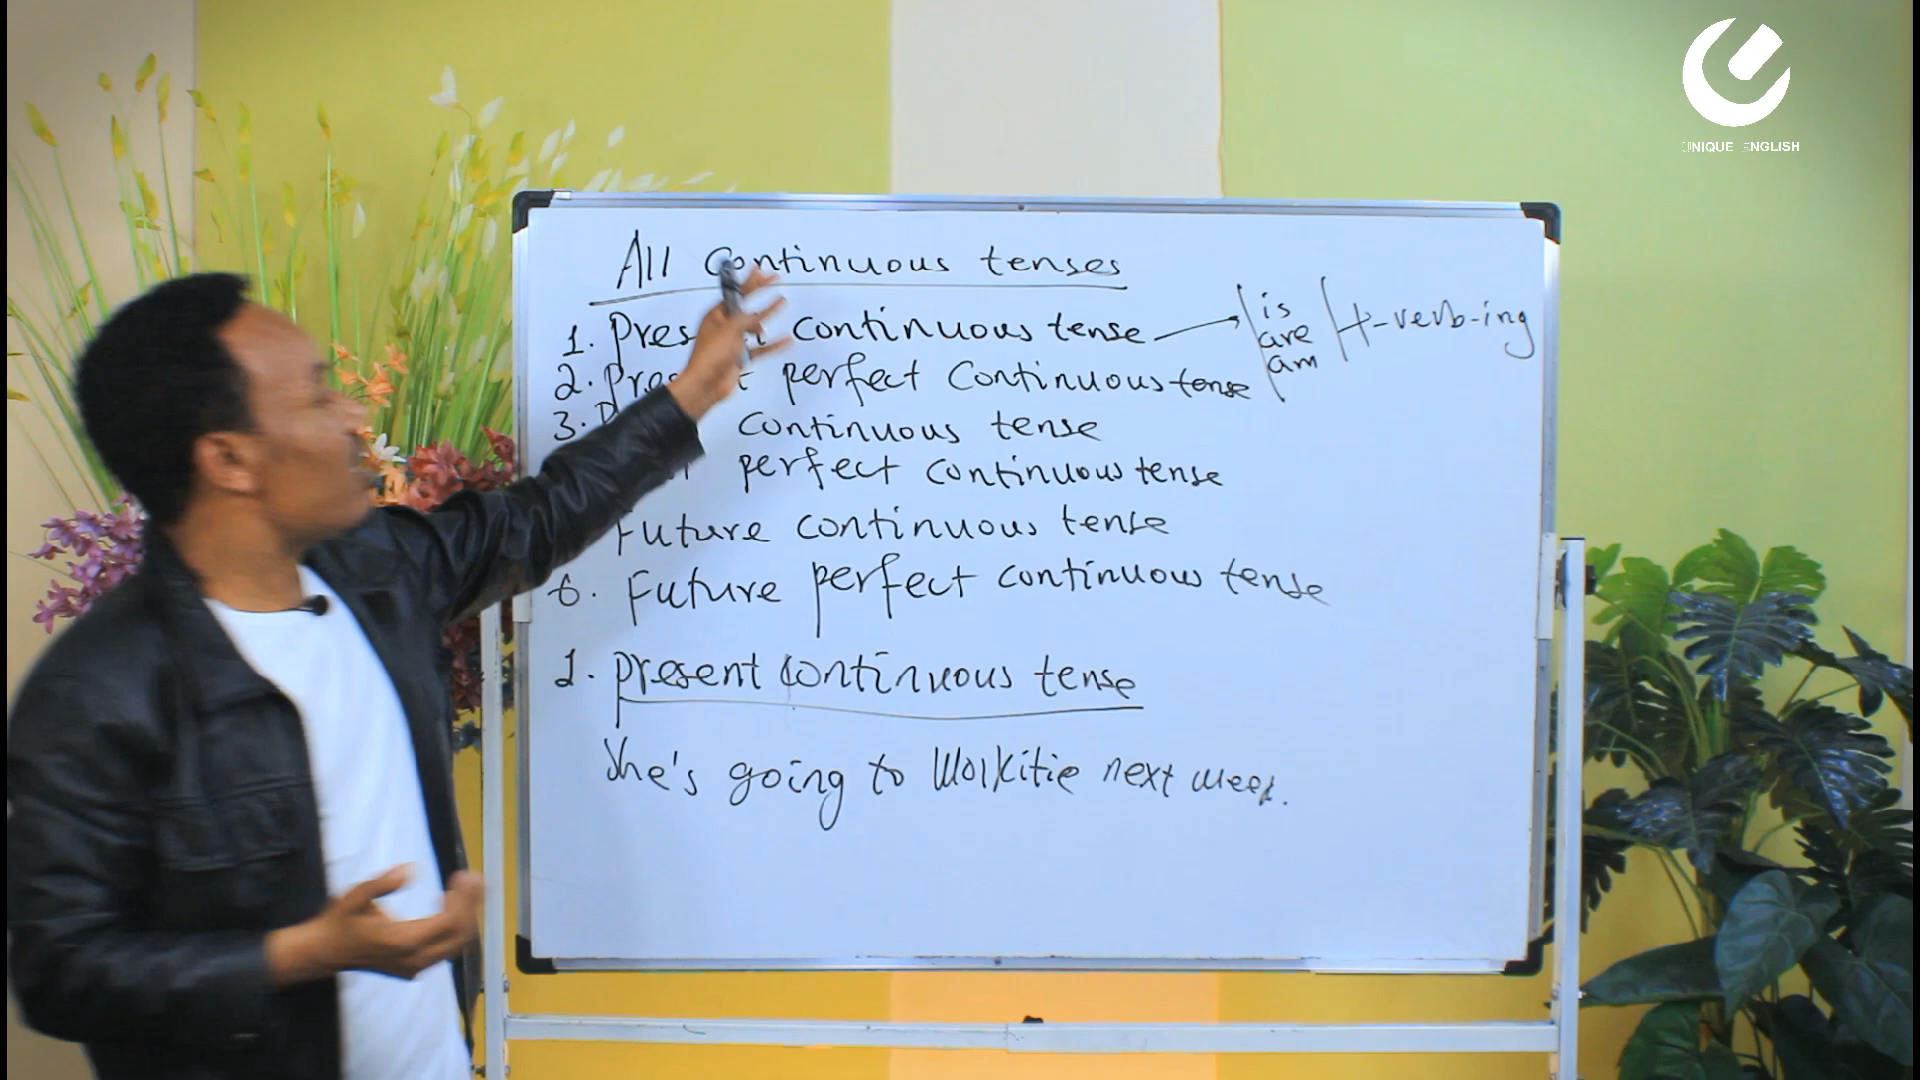 UNIQUE ENGLISH
All continuous tenses
1. Present continuous tense → is are am + verb-ing
2. Present perfect continuous tense
3. continuous tense
perfect continuous tense
Future continuous tense
6. Future perfect continuous tense
1. present continuous tense
She's going to Wolkitie next week.